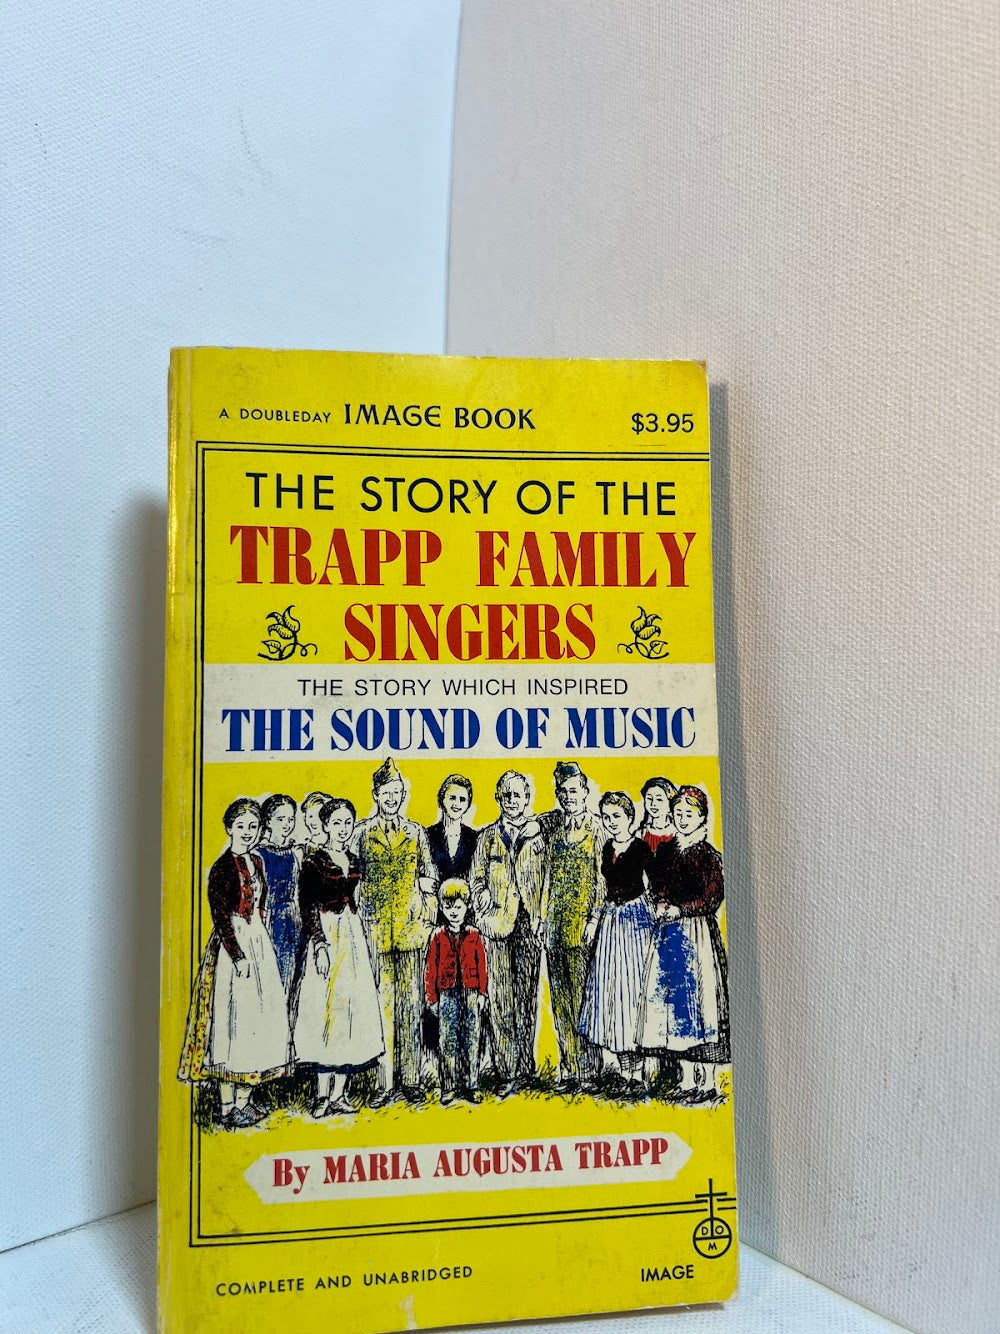 A DOUBLEDAY IMAGE BOOK $3.95
THE STORY OF THE
TRAPP FAMILY
SINGERS
THE STORY WHICH INSPIRED
THE SOUND OF MUSIC
By MARIA AUGUSTA TRAPP
D O
M
COMPLETE AND UNABRIDGED IMAGE